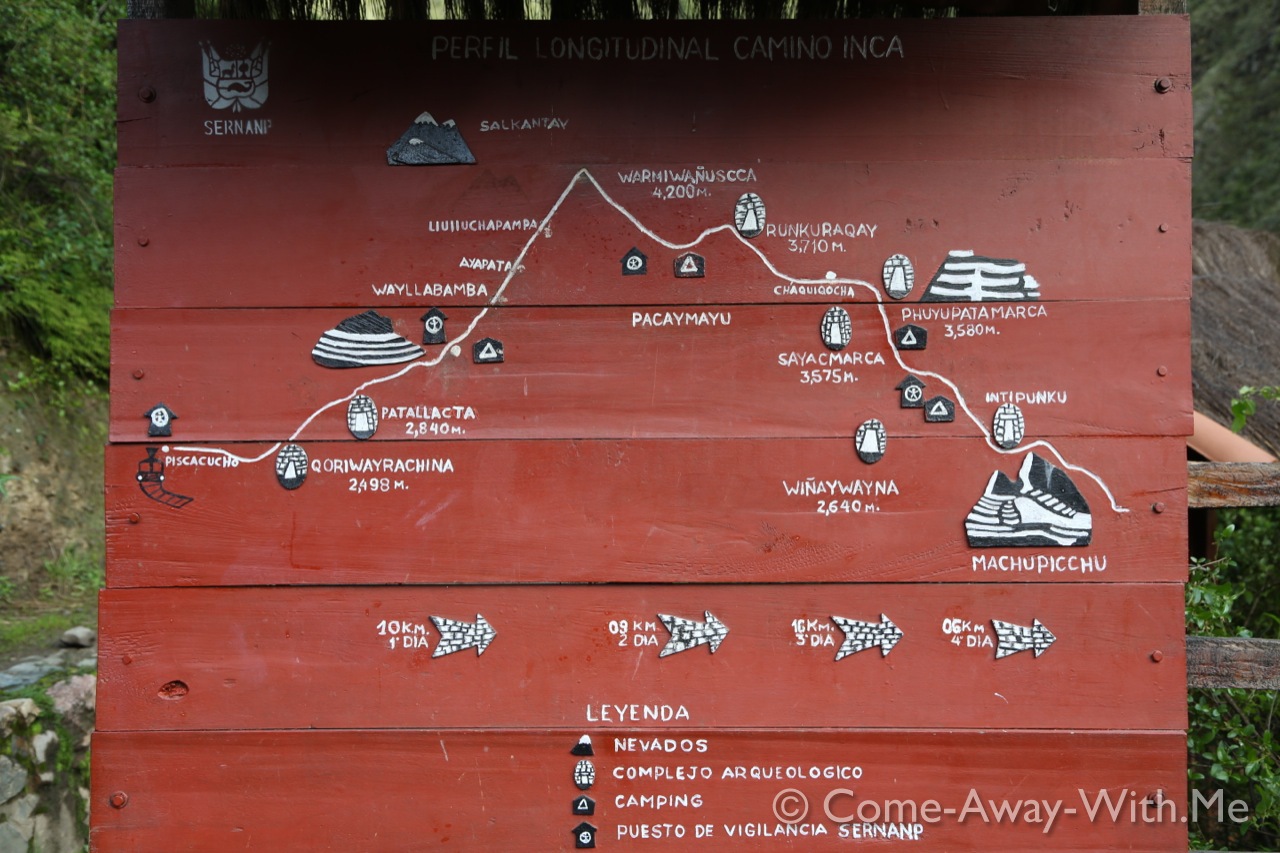 PERFIL LONGITUDINAL CAMINO INCA
SERNANP
SALKANTAY
WARMIWAÑUSCCA
4,200M.
LLULLUCHAPAMPA
RUNKURAQAY
3,710 M.
AYAPATA
WAYLLABAMBA
CHAQUIQOCHA
PACAYMAYU
PHUYUPATAMARCA
3,580M.
SAYACMARCA
3,575M.
INTIPUNKU
PATALLACTA
2,840M.
PISCACUCHO
QORIWAYRACHINA
2,498 M.
WIÑAYWAYNA
2,640M.
MACHUPICCHU
10KM.
1°DIA
09 KM
2 DIA
16KM.
3°DIA
06KM
4°DIA
LEYENDA
NEVADOS
COMPLEJO ARQUEOLOGICO
CAMPING
PUESTO DE VIGILANCIA SERNANP
© Come-Away-With.Me